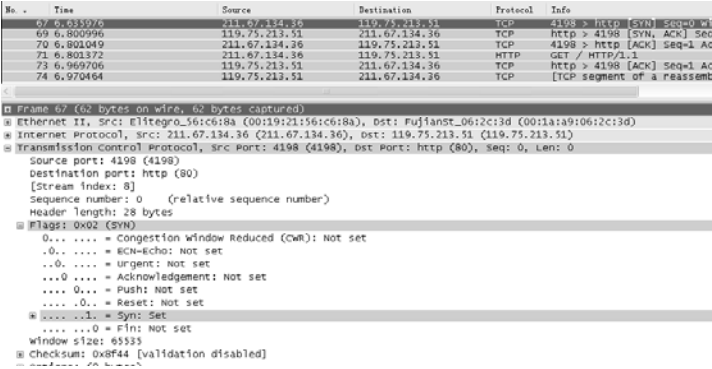 No. . Time Source Destination Protocol Info
67 6.635976 211.67.134.36 119.75.213.51 TCP 4198 > http [SYN] Seq=0 Wi
69 6.800996 119.75.213.51 211.67.134.36 TCP http > 4198 [SYN, ACK] Seq
70 6.801049 211.67.134.36 119.75.213.51 TCP 4198 > http [ACK] Seq=1 Ac
71 6.801372 211.67.134.36 119.75.213.51 HTTP GET / HTTP/1.1
73 6.969706 119.75.213.51 211.67.134.36 TCP http > 4198 [ACK] Seq=1 Ac
74 6.970464 119.75.213.51 211.67.134.36 TCP [TCP segment of a reassemb
Frame 67 (62 bytes on wire, 62 bytes captured)
Ethernet II, Src: Elitegro_56:c6:8a (00:19:21:56:c6:8a), Dst: FujianSt_06:2c:3d (00:1a:a9:06:2c:3d)
Internet Protocol, Src: 211.67.134.36 (211.67.134.36), Dst: 119.75.213.51 (119.75.213.51)
Transmission Control Protocol, Src Port: 4198 (4198), Dst Port: http (80), Seq: 0, Len: 0
Source port: 4198 (4198)
Destination port: http (80)
[Stream index: 8]
Sequence number: 0 (relative sequence number)
Header length: 28 bytes
Flags: 0x02 (SYN)
0... .... = Congestion Window Reduced (CWR): Not set
.0.. .... = ECN-Echo: Not set
..0. .... = Urgent: Not set
...0 .... = Acknowledgement: Not set
.... 0... = Push: Not set
.... .0.. = Reset: Not set
.... ..1. = Syn: Set
.... ...0 = Fin: Not set
Window size: 65535
Checksum: 0x8f44 [validation disabled]
Options: (8 bytes)